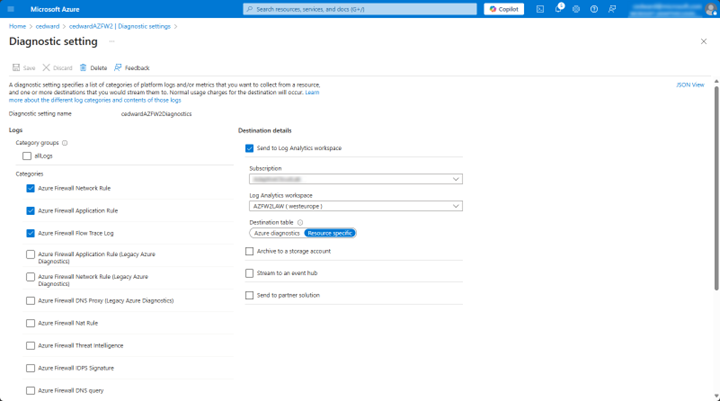 Microsoft Azure
Search resources, services, and docs (G+/)
Copilot
Home > cedward > cedwardAZFW2 | Diagnostic settings >
Diagnostic setting ...
Save Discard Delete Feedback
A diagnostic setting specifies a list of categories of platform logs and/or metrics that you want to collect from a resource,
and one or more destinations that you would stream them to. Normal usage charges for the destination will occur. Learn
more about the different log categories and contents of those logs
JSON View
Diagnostic setting name cedwardAZFW2Diagnostics
Logs
Category groups
allLogs
Categories
Azure Firewall Network Rule
Azure Firewall Application Rule
Azure Firewall Flow Trace Log
Azure Firewall Application Rule (Legacy Azure
Diagnostics)
Azure Firewall Network Rule (Legacy Azure
Diagnostics)
Azure Firewall DNS Proxy (Legacy Azure Diagnostics)
Azure Firewall Nat Rule
Azure Firewall Threat Intelligence
Azure Firewall IDPS Signature
Azure Firewall DNS query
Destination details
Send to Log Analytics workspace
Subscription
Log Analytics workspace
AZFW2LAW ( westeurope )
Destination table
Azure diagnostics Resource specific
Archive to a storage account
Stream to an event hub
Send to partner solution